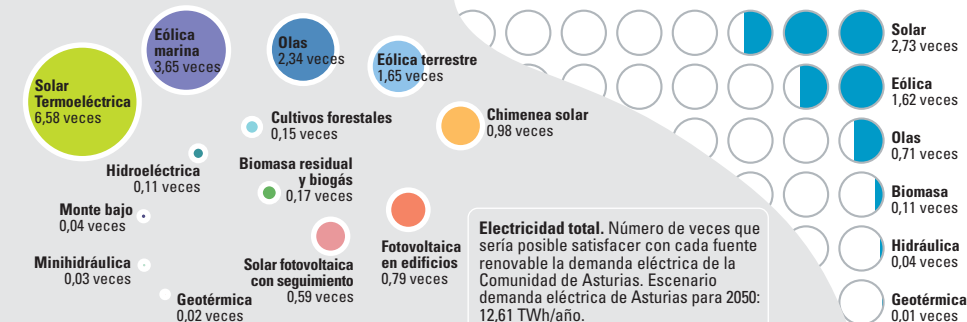 Solar
Termoeléctrica
6,58 veces
Eólica
marina
3,65 veces
Olas
2,34 veces
Eólica terrestre
1,65 veces
Chimenea solar
0,98 veces
Cultivos forestales
0,15 veces
Hidroeléctrica
0,11 veces
Biomasa residual
y biogás
0,17 veces
Monte bajo
0,04 veces
Minihidráulica
0,03 veces
Geotérmica
0,02 veces
Solar fotovoltaica
con seguimiento
0,59 veces
Fotovoltaica
en edificios
0,79 veces
Electricidad total. Número de veces que
sería posible satisfacer con cada fuente
renovable la demanda eléctrica de la
Comunidad de Asturias. Escenario
demanda eléctrica de Asturias para 2050:
12,61 TWh/año.
Solar
2,73 veces
Eólica
1,62 veces
Olas
0,71 veces
Biomasa
0,11 veces
Hidráulica
0,04 veces
Geotérmica
0,01 veces